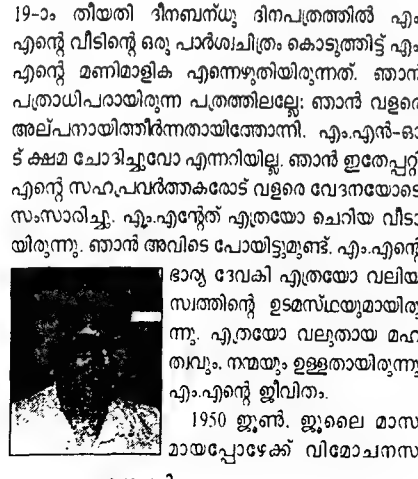 19-ാം തീയതി ദീനബന്ധു ദിനപത്രത്തിൽ എം
എന്റെ വീടിന്റെ ഒരു പാർശ്വചിത്രം കൊടുത്തിട്ട് എം
എന്റെ മണിമാളിക എന്നെഴുതിയിരുന്നത്. ഞാൻ
പത്രാധിപരായിരുന്ന പത്രത്തിലല്ലേ: ഞാൻ വളരെ
അല്പനായിത്തീർന്നതായിത്തോന്നി. എം.എൻ-ഓ
ട് ക്ഷമ ചോദിച്ചുവോ എന്നറിയില്ല. ഞാൻ ഇതേപ്പറ്റി
എന്റെ സഹപ്രവർത്തകരോട് വളരെ വേദനയോടെ
സംസാരിച്ചു. എം.എന്റേത് എത്രയോ ചെറിയ വീടാ
യിരുന്നു. ഞാൻ അവിടെ പോയിട്ടുമുണ്ട്. എം.എന്റെ
ഭാര്യ ദേവകി എത്രയോ വലിയ
സ്വത്തിന്റെ ഉടമസ്ഥയുമായിരു
ന്നു. എത്രയോ വലുതായ മഹ
ത്വവും, നന്മയും ഉള്ളതായിരുന്നു
എം.എന്റെ ജീവിതം.
1950 ജൂൺ. ജൂലൈ മാസ
മായപ്പോഴേക്ക് വിമോചനസ